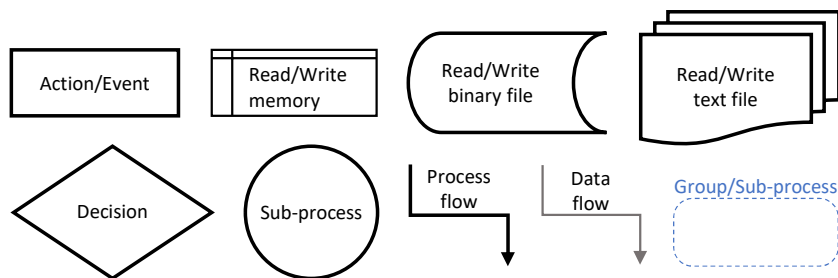 Action/Event
Read/Write
memory
Read/Write
binary file
Read/Write
text file
Decision
Sub-process
Process
flow
Data
flow
Group/Sub-process